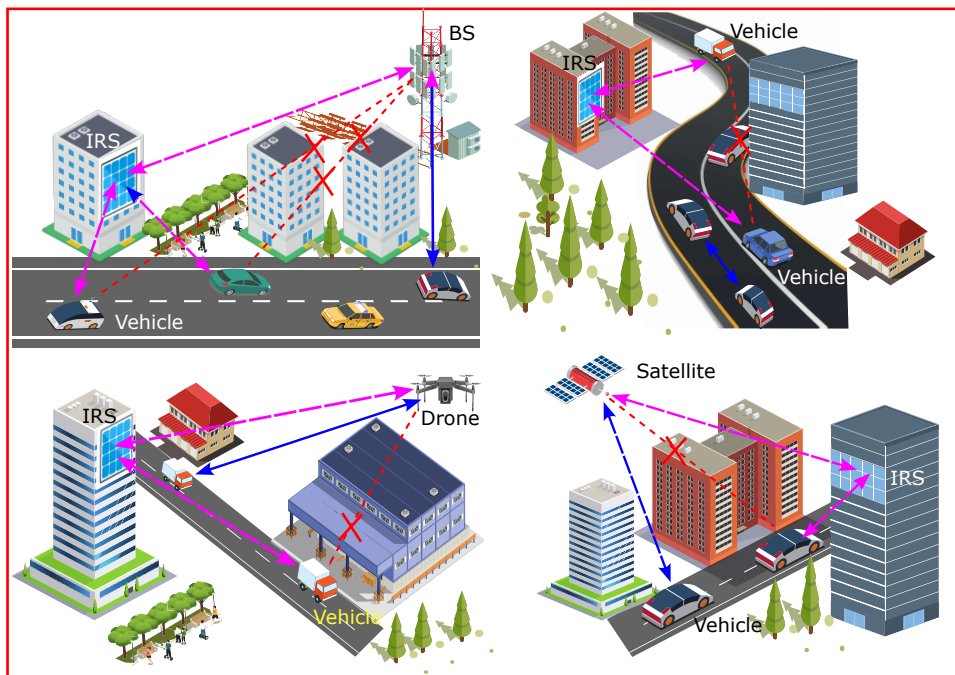 BS
IRS
Vehicle
Vehicle
IRS
Vehicle
IRS
Drone
Vehicle
Satellite
IRS
Vehicle